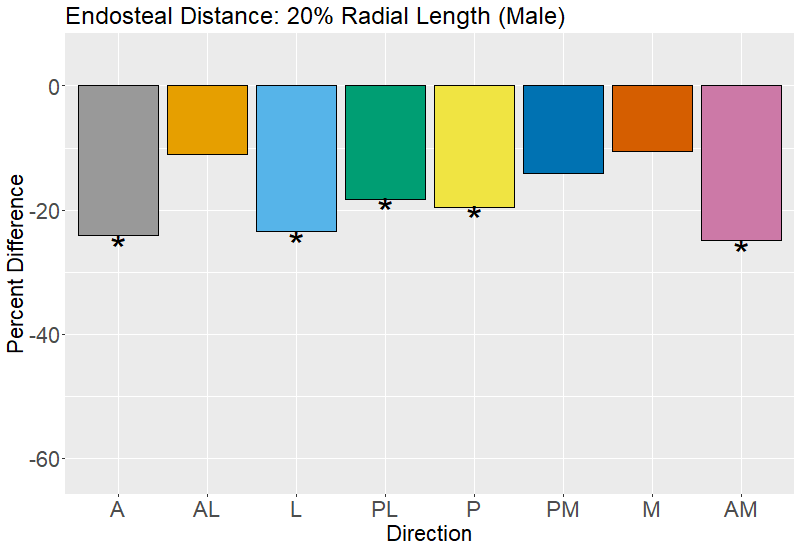 Endosteal Distance: 20% Radial Length (Male)
Percent Difference
0
-20
-40
-60
* * * * *
A AL L PL P PM M AM
Direction